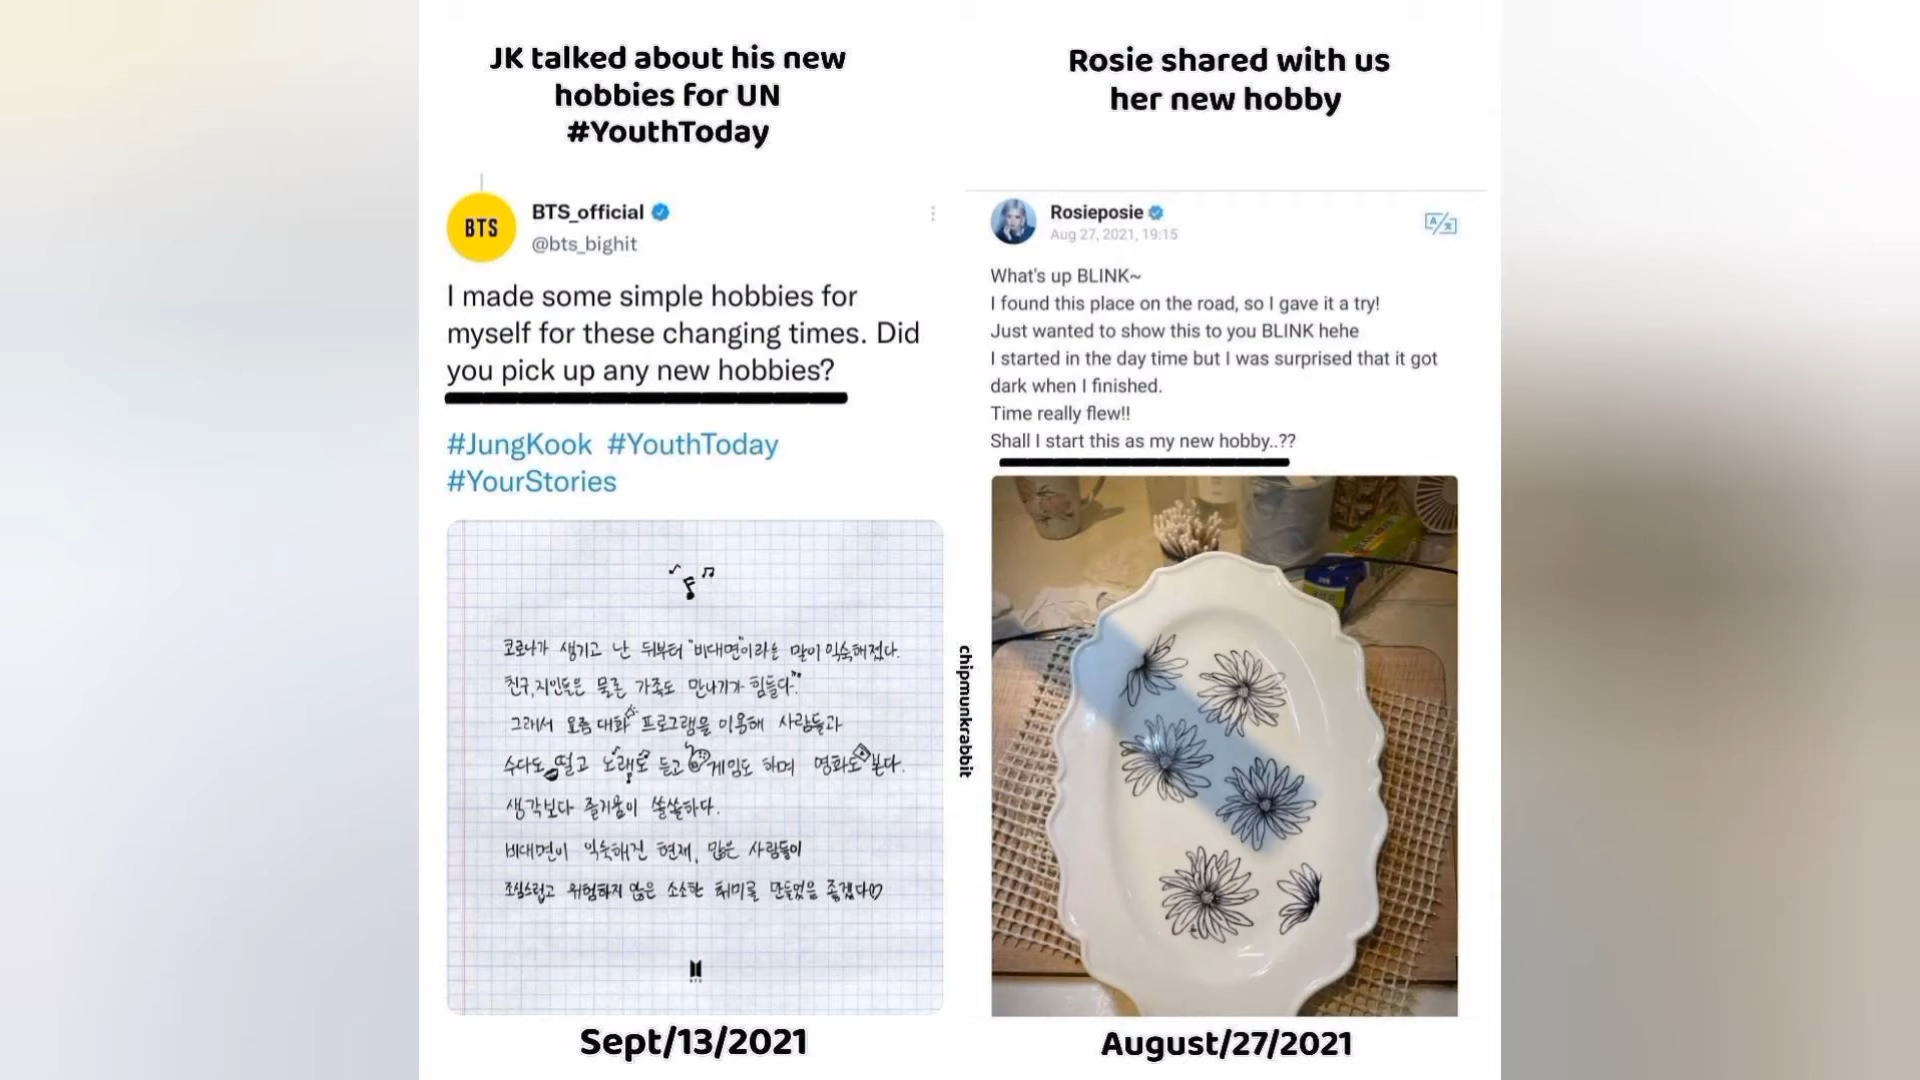 JK talked about his new
hobbies for UN
#YouthToday
BTS
BTS_official
@bts_bighit
I made some simple hobbies for
myself for these changing times. Did
you pick up any new hobbies?
#JungKook #YouthToday
#YourStories
코로나가 생기고 난 뒤부터 "비대면"이라는 말이 익숙해졌다.
친구,지인들은 물론 가족도 만나기가 힘들다.
그래서 요즘 대화 프로그램을 이용해 사람들과
수다도 떨고 노래도 듣고 게임도 하며 영화도 본다.
생각보다 즐거움이 쏠쏠하다.
비대면이 익숙해진 현재, 많은 사람들이
조심스럽고 위험하지 않은 소소한 취미를 만들었음 좋겠다♡
BTS
Sept/13/2021
chipmunkrabbit
Rosie shared with us
her new hobby
Rosieposie
Aug 27, 2021, 19:15
What's up BLINK~
I found this place on the road, so I gave it a try!
Just wanted to show this to you BLINK hehe
I started in the day time but I was surprised that it got
dark when I finished.
Time really flew!!
Shall I start this as my new hobby..??
August/27/2021